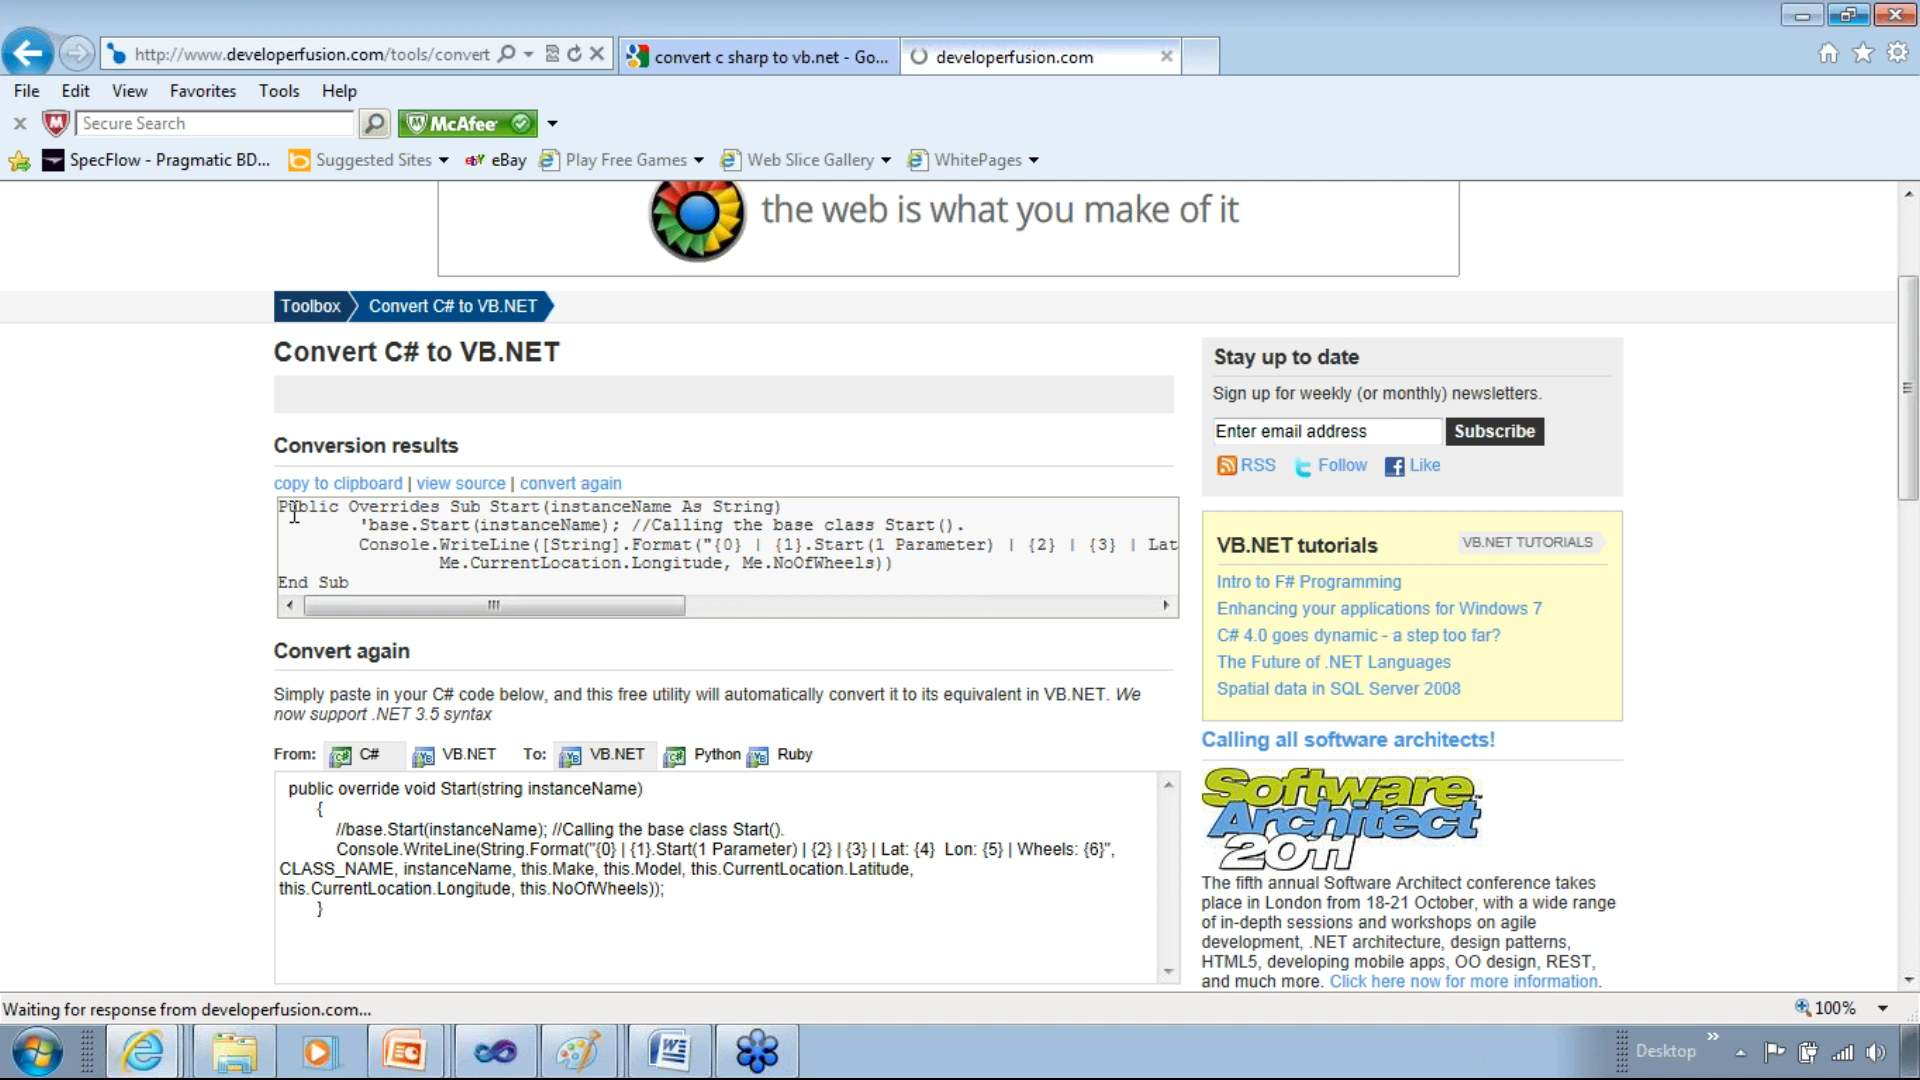 http://www.developerfusion.com/tools/convert
convert c sharp to vb.net - Go...
developerfusion.com
File Edit View Favorites Tools Help
Secure Search
McAfee
SpecFlow - Pragmatic BD...
Suggested Sites
eBay
Play Free Games
Web Slice Gallery
WhitePages
the web is what you make of it
Toolbox
Convert C# to VB.NET
Convert C# to VB.NET
Conversion results
copy to clipboard | view source | convert again
Public Overrides Sub Start(instanceName As String)
'base.Start(instanceName); //Calling the base class Start().
Console.WriteLine([String].Format("{0} | {1}.Start(1 Parameter) | {2} | {3} | Lat
Me.CurrentLocation.Longitude, Me.NoOfWheels))
End Sub
Convert again
Simply paste in your C# code below, and this free utility will automatically convert it to its equivalent in VB.NET. We
now support .NET 3.5 syntax
From: C# VB.NET To: VB.NET Python Ruby
public override void Start(string instanceName)
{
//base.Start(instanceName); //Calling the base class Start().
Console.WriteLine(String.Format("{0} | {1}.Start(1 Parameter) | {2} | {3} | Lat: {4} Lon: {5} | Wheels: {6}",
CLASS_NAME, instanceName, this.Make, this.Model, this.CurrentLocation.Latitude,
this.CurrentLocation.Longitude, this.NoOfWheels));
}
Stay up to date
Sign up for weekly (or monthly) newsletters.
Enter email address
Subscribe
RSS Follow Like
VB.NET tutorials
VB.NET TUTORIALS
Intro to F# Programming
Enhancing your applications for Windows 7
C# 4.0 goes dynamic - a step too far?
The Future of .NET Languages
Spatial data in SQL Server 2008
Calling all software architects!
Software
Architect
2011
The fifth annual Software Architect conference takes
place in London from 18-21 October, with a wide range
of in-depth sessions and workshops on agile
development, .NET architecture, design patterns,
HTML5, developing mobile apps, OO design, REST,
and much more. Click here now for more information.
Waiting for response from developerfusion.com...
100%
Desktop